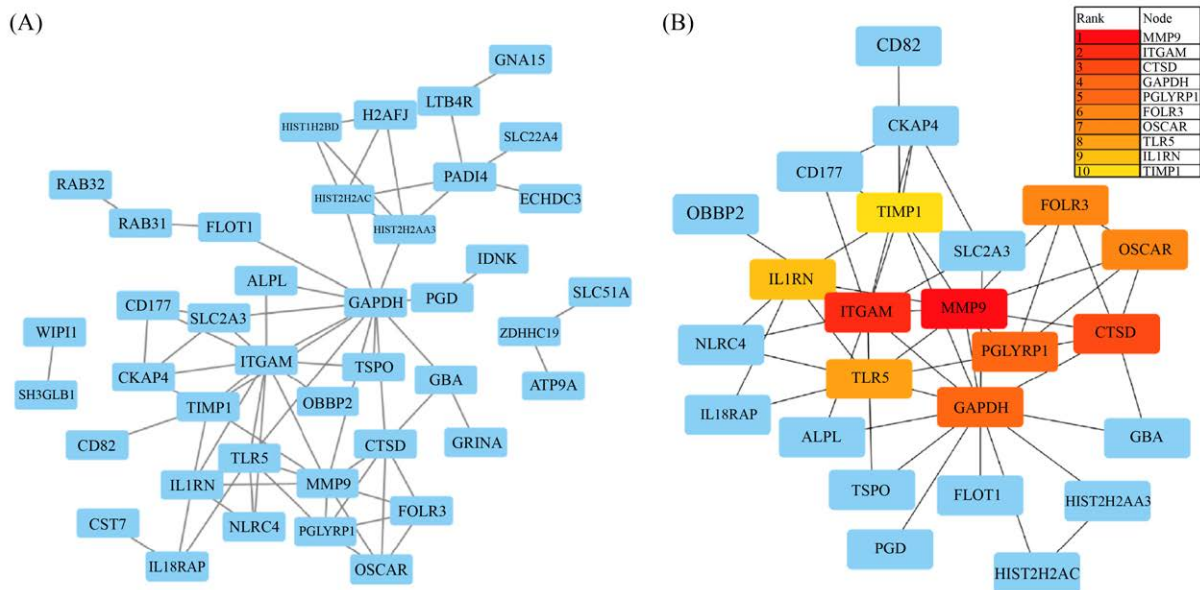 (A)
GNA15
LTB4R
H2AFJ
HIST1H2BD
SLC22A4
PADI4
HIST2H2AC
ECHDC3
HIST2H2AA3
RAB32
RAB31
FLOT1
IDNK
ALPL
GAPDH
PGD
CD177
SLC2A3
SLC51A
ZDHHC19
WIPI1
ITGAM
TSPO
GBA
CKAP4
ATP9A
SH3GLB1
OBBP2
TIMP1
CD82
CTSD
GRINA
TLR5
IL1RN
MMP9
FOLR3
NLRC4
PGLYRP1
CST7
IL18RAP
OSCAR
(B)
Rank Node
1 MMP9
2 ITGAM
3 CTSD
4 GAPDH
5 PGLYRP1
6 FOLR3
7 OSCAR
8 TLR5
9 IL1RN
10 TIMP1
CD82
CKAP4
CD177
OBBP2
TIMP1
FOLR3
SLC2A3
OSCAR
IL1RN
ITGAM
MMP9
CTSD
NLRC4
PGLYRP1
TLR5
GAPDH
IL18RAP
ALPL
GBA
TSPO
FLOT1
HIST2H2AA3
PGD
HIST2H2AC